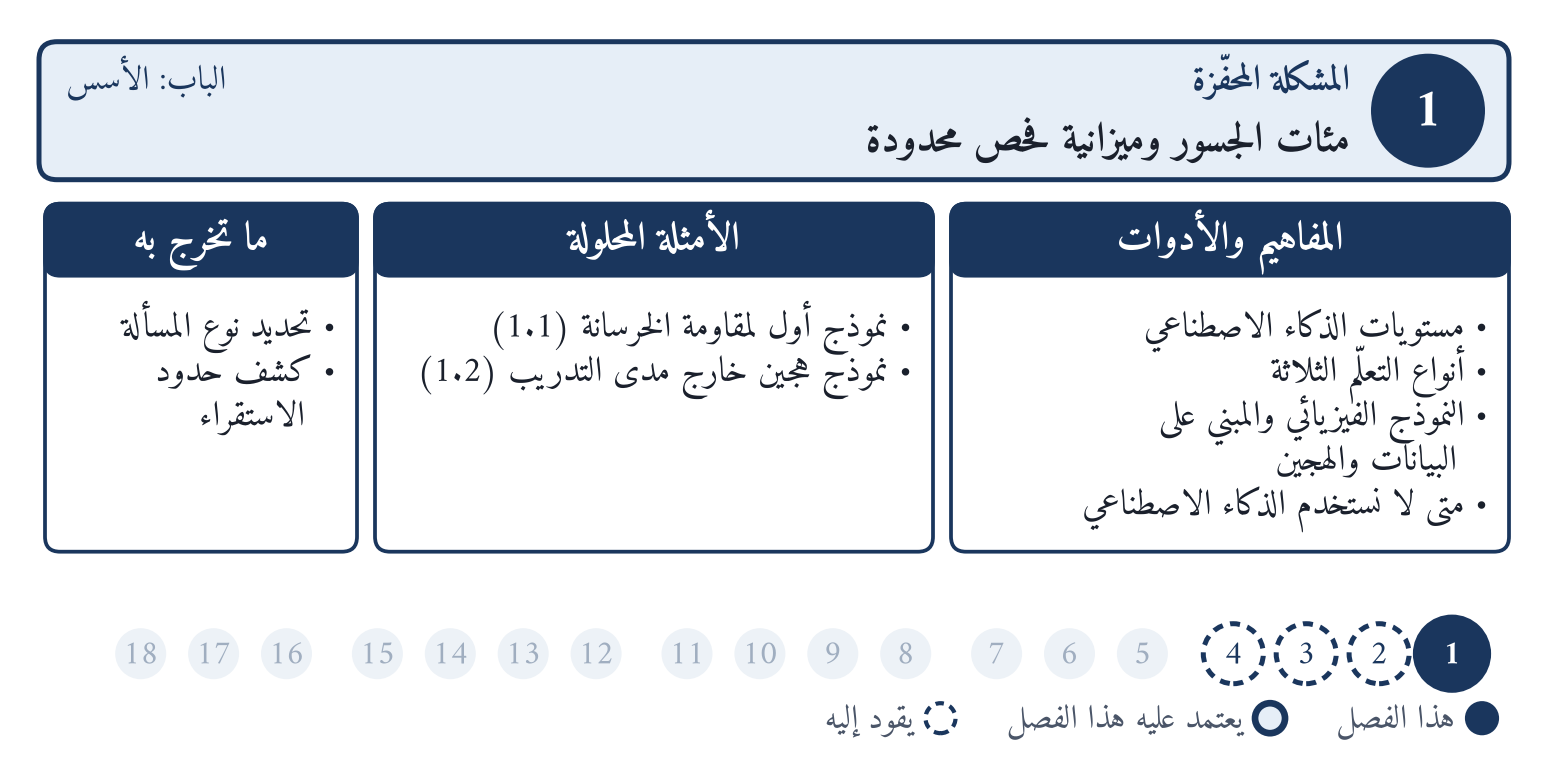 1
المشكلة المحفّزة
الباب: الأسس
مئات الجسور وميزانية فحص محدودة
المفاهيم والأدوات
• مستويات الذكاء الاصطناعي
• أنواع التعلّم الثلاثة
• النموذج الفيزيائي والمبني على
البيانات والهجين
• متى لا نستخدم الذكاء الاصطناعي
الأمثلة المحلولة
• نموذج أول لمقاومة الخرسانة (1.1)
• نموذج هجين خارج مدى التدريب (1.2)
ما تخرج به
• تحديد نوع المسألة
• كشف حدود
الاستقراء
1 2 3 4 5 6 7 8 9 10 11 12 13 14 15 16 17 18
هذا الفصل يعتمد عليه هذا الفصل يقود إليه